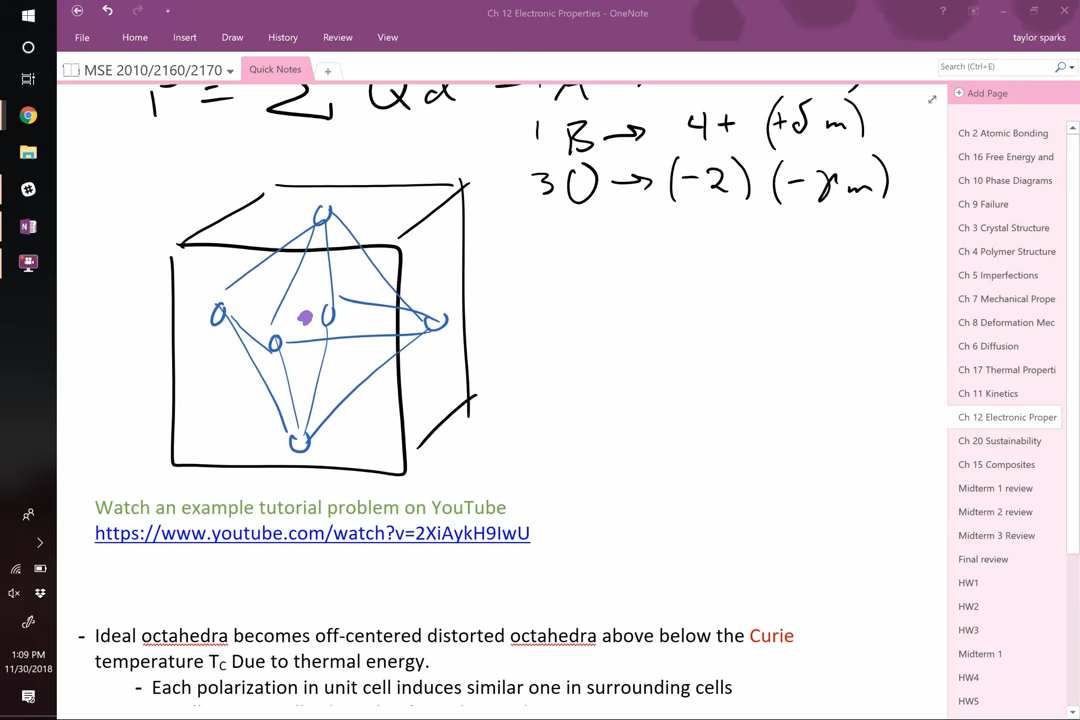 Ch 12 Electronic Properties - OneNote
File Home Insert Draw History Review View
taylor sparks
MSE 2010/2160/2170
Quick Notes
Search (Ctrl+E)
Add Page
Ch 2 Atomic Bonding
Ch 16 Free Energy and
Ch 10 Phase Diagrams
Ch 9 Failure
Ch 3 Crystal Structure
Ch 4 Polymer Structure
Ch 5 Imperfections
Ch 7 Mechanical Prope
Ch 8 Deformation Mec
Ch 6 Diffusion
Ch 17 Thermal Properti
Ch 11 Kinetics
Ch 12 Electronic Proper
Ch 20 Sustainability
Ch 15 Composites
Midterm 1 review
Midterm 2 review
Midterm 3 Review
Final review
HW1
HW2
HW3
Midterm 1
HW4
HW5
1 B → 4+ (+δ m)
3 O → (-2) (-γ m)
Watch an example tutorial problem on YouTube
https://www.youtube.com/watch?v=2XiAykH9IwU
- Ideal octahedra becomes off-centered distorted octahedra above below the Curie
temperature TC Due to thermal energy.
- Each polarization in unit cell induces similar one in surrounding cells
1:09 PM
11/30/2018